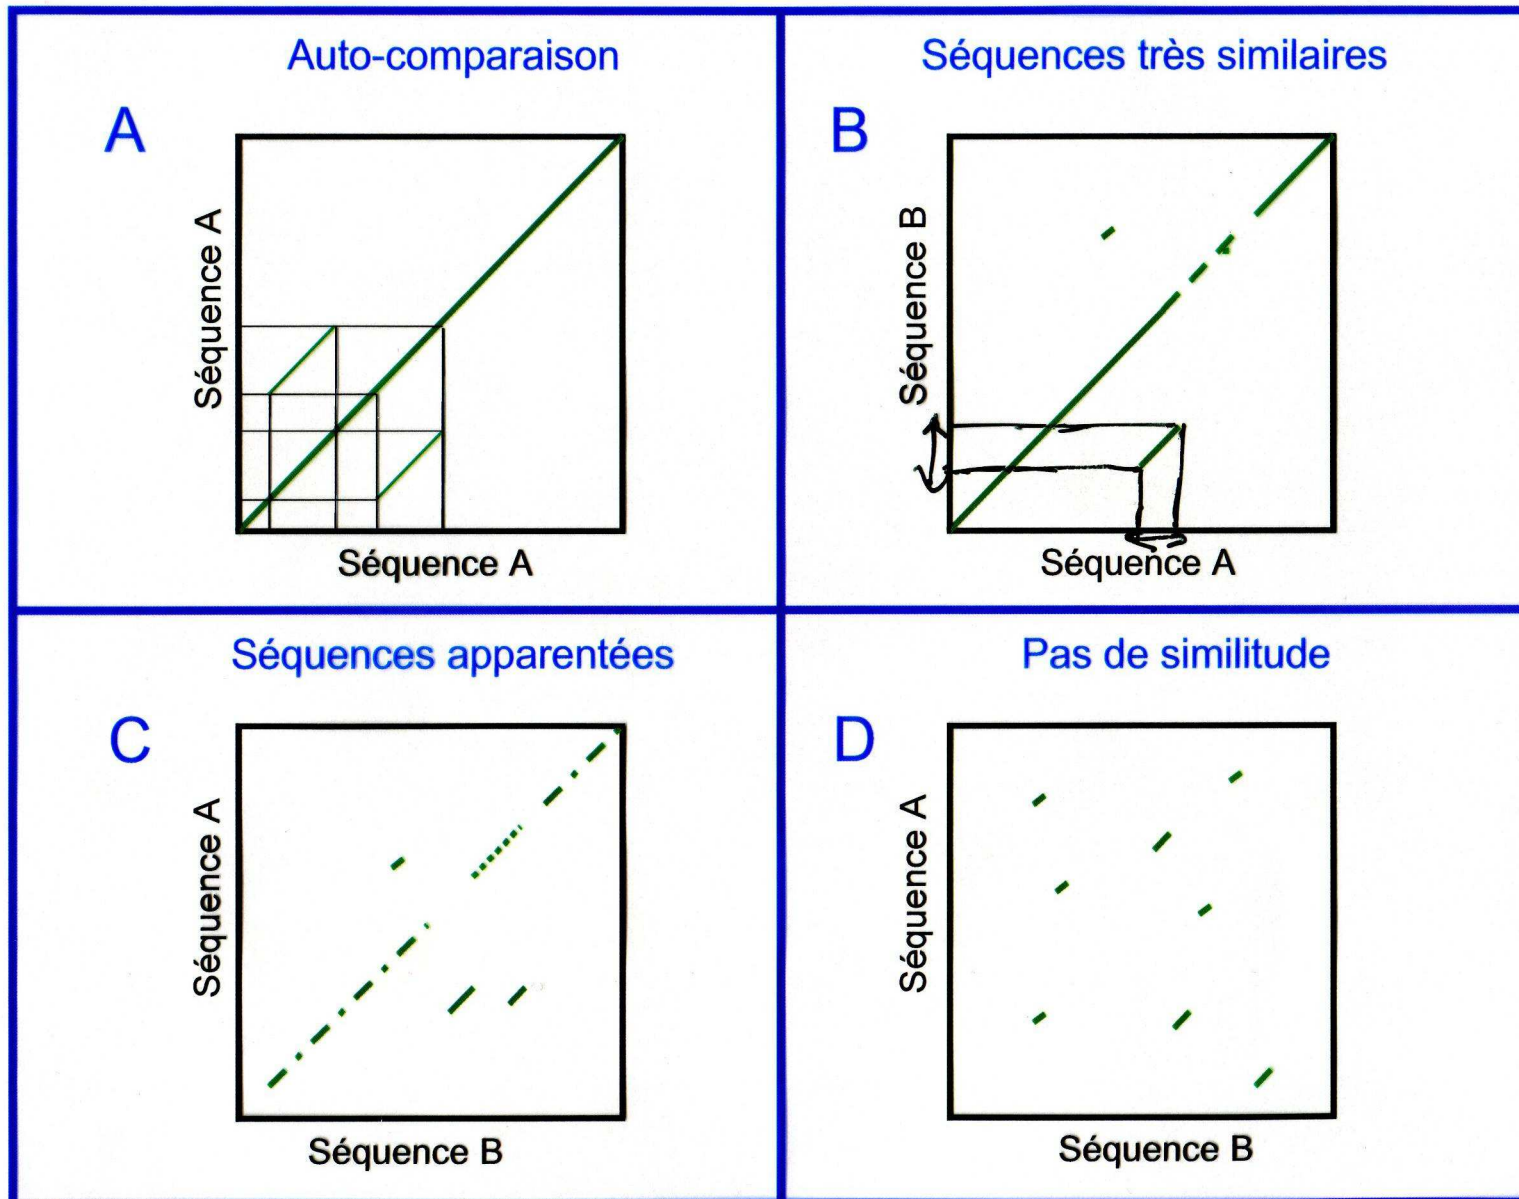 Auto-comparaison
A
Séquence A
Séquence A
Séquences très similaires
B
Séquence B
Séquence A
Séquences apparentées
C
Séquence A
Séquence B
Pas de similitude
D
Séquence A
Séquence B